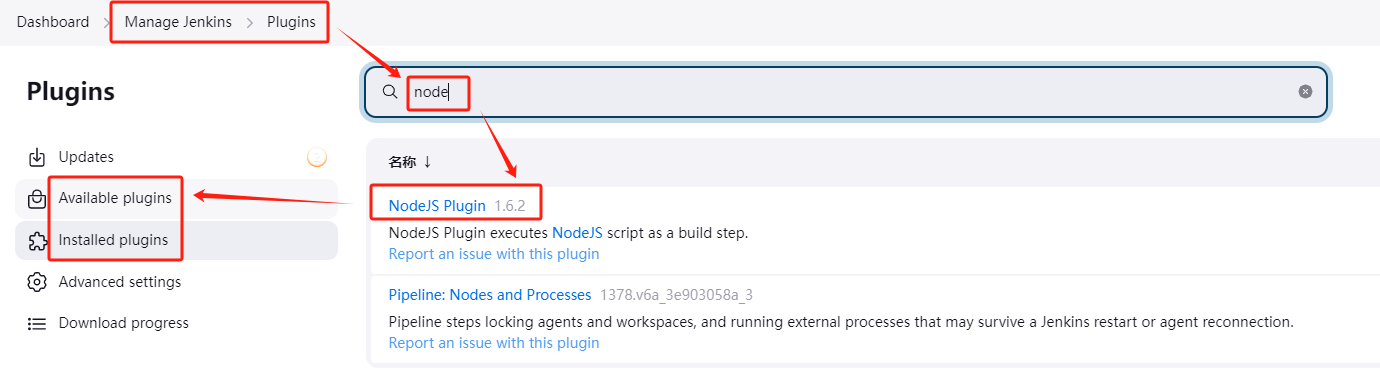 Dashboard > Manage Jenkins > Plugins
Plugins
node
Updates
Available plugins
Installed plugins
Advanced settings
Download progress
名称 ↓
NodeJS Plugin 1.6.2
NodeJS Plugin executes NodeJS script as a build step.
Report an issue with this plugin
Pipeline: Nodes and Processes 1378.v6a_3e903058a_3
Pipeline steps locking agents and workspaces, and running external processes that may survive a Jenkins restart or agent reconnection.
Report an issue with this plugin